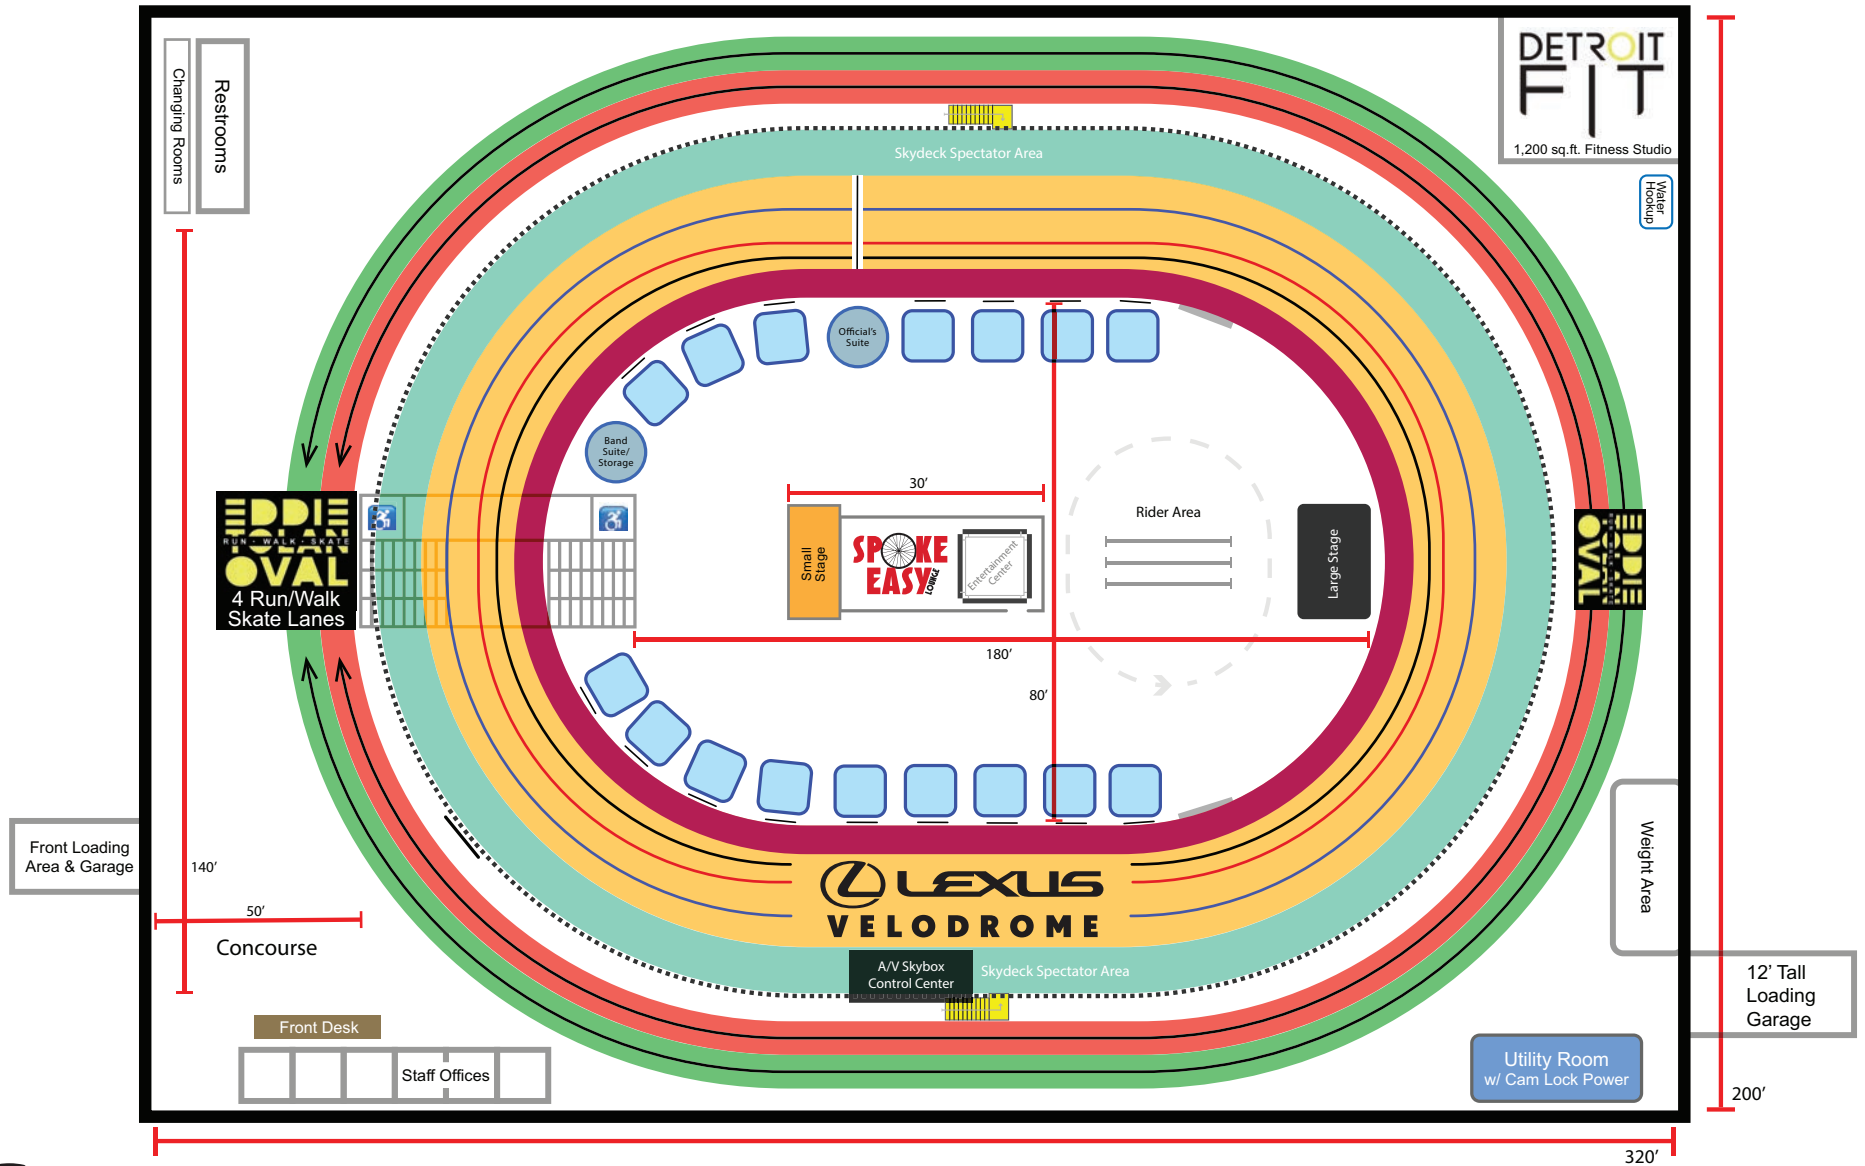 Changing Rooms
Restrooms
DETROIT
FIT
1,200 sq.ft. Fitness Studio
Water
Hookup
Skydeck Spectator Area
Official's
Suite
Band
Suite/
Storage
30’
Small
Stage
SPOKE
EASY
LOUNGE
Entertainment
Center
Rider Area
Large Stage
EDDIE
TOLAN
RUN · WALK · SKATE
OVAL
4 Run/Walk
Skate Lanes
EDDIE
TOLAN
OVAL
180’
80’
Front Loading
Area & Garage
140’
50’
Concourse
LEXUS
VELODROME
A/V Skybox
Control Center
Skydeck Spectator Area
Weight Area
12’ Tall
Loading
Garage
Front Desk
Staff Offices
Utility Room
w/ Cam Lock Power
200’
320’